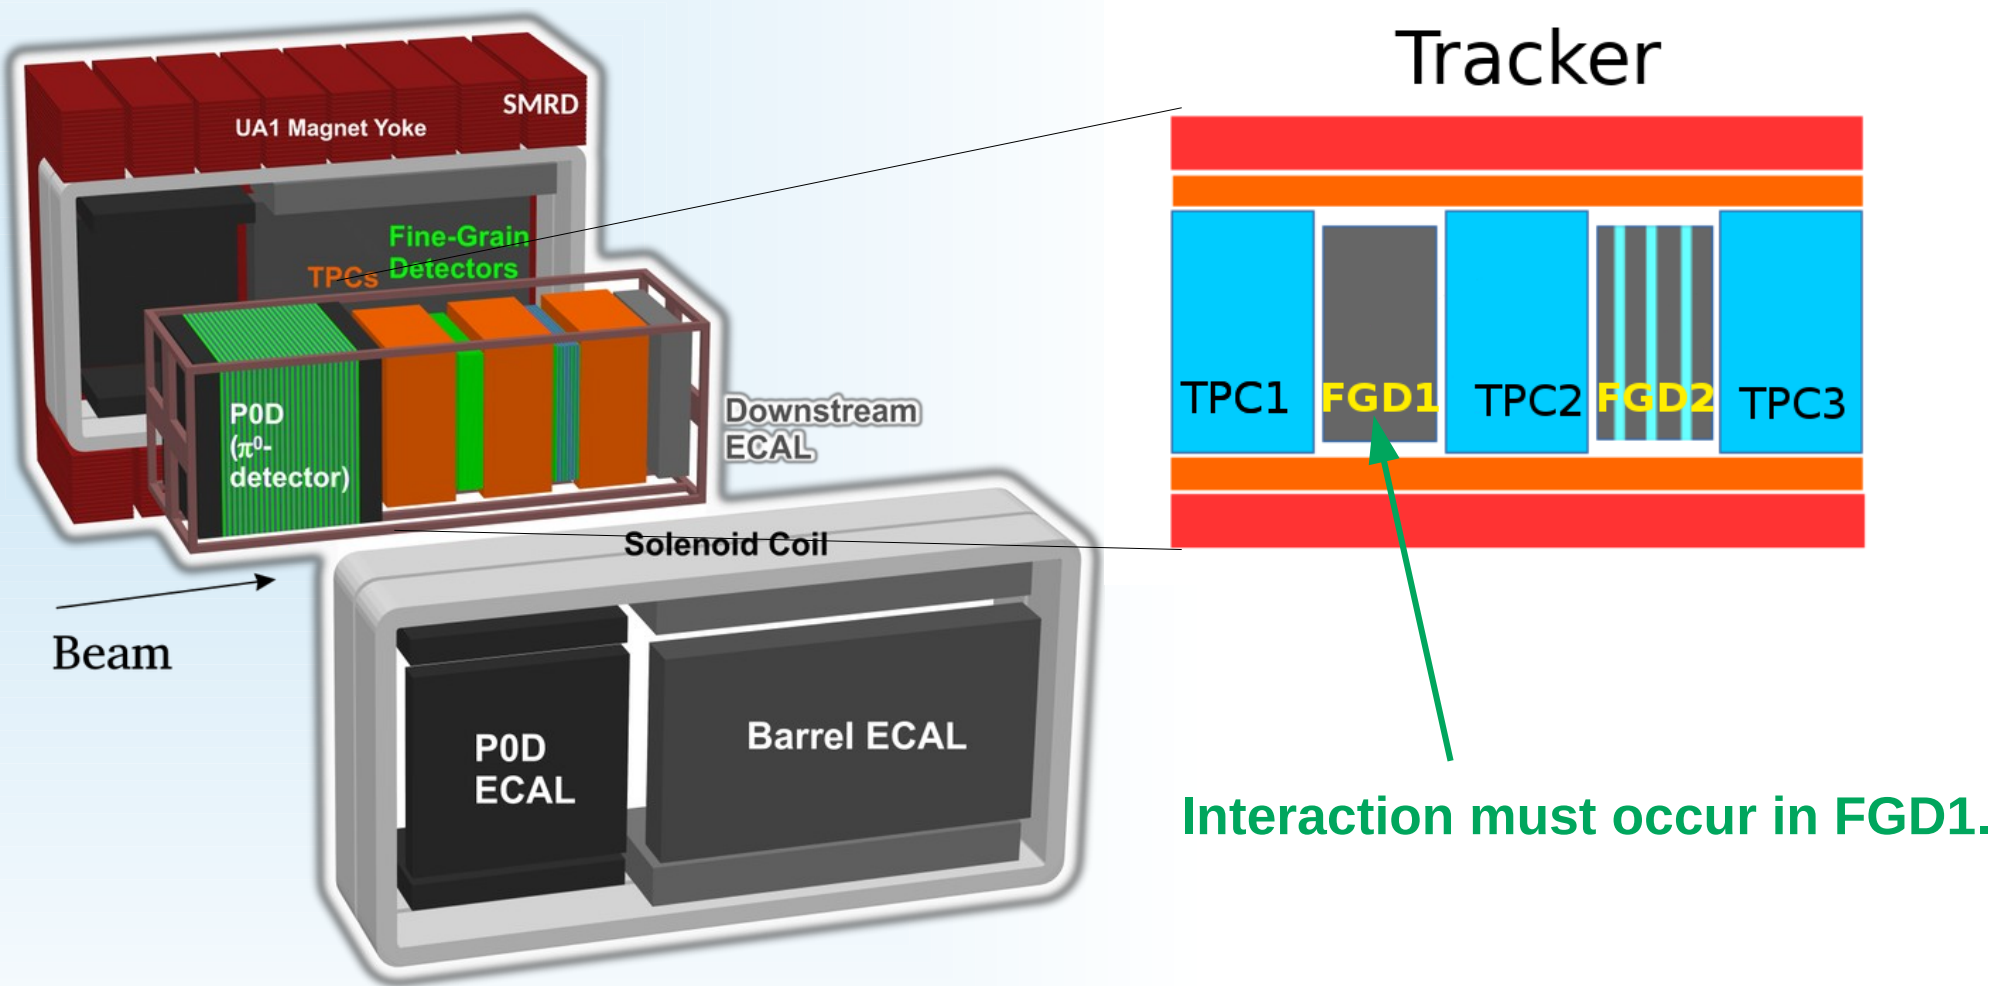 Tracker
SMRD
UA1 Magnet Yoke
Fine-Grain
Detectors
TPCs
P0D
(π⁰-
detector)
Downstream
ECAL
TPC1
FGD1
TPC2
FGD2
TPC3
Solenoid Coil
Beam
P0D
ECAL
Barrel ECAL
Interaction must occur in FGD1.